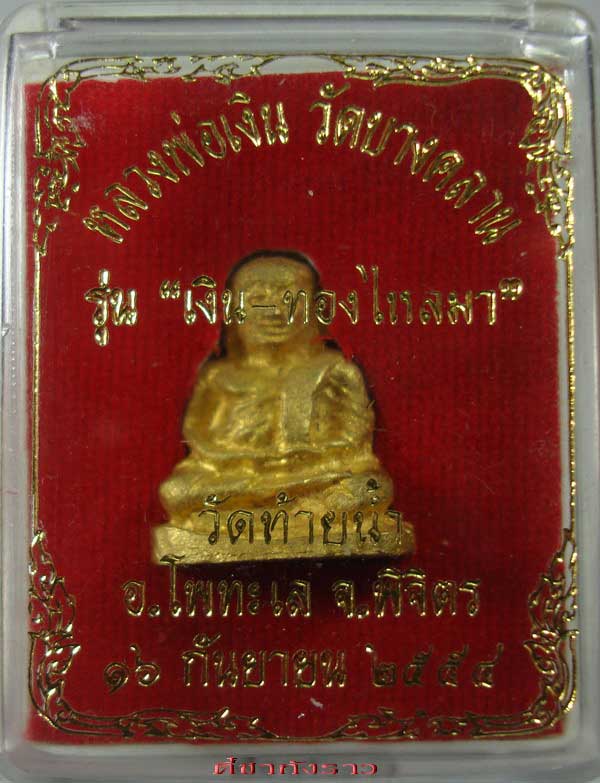 หลวงพ่อเงิน วัดบางคลาน
รุ่น "เงิน-ทองไหลมา"
วัดท้ายน้ำ
อ.โพทะเล จ.พิจิตร
๑๖ กันยายน ๒๕๕๔